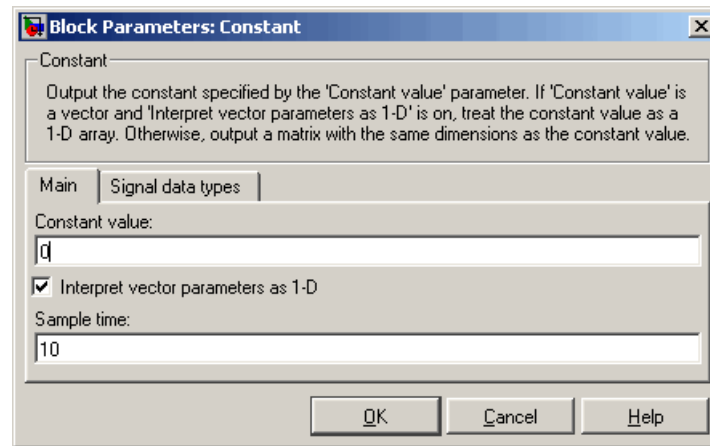 Block Parameters: Constant
Constant
Output the constant specified by the 'Constant value' parameter. If 'Constant value' is
a vector and 'Interpret vector parameters as 1-D' is on, treat the constant value as a
1-D array. Otherwise, output a matrix with the same dimensions as the constant value.
Main Signal data types
Constant value:
0
Interpret vector parameters as 1-D
Sample time:
10
OK Cancel Help